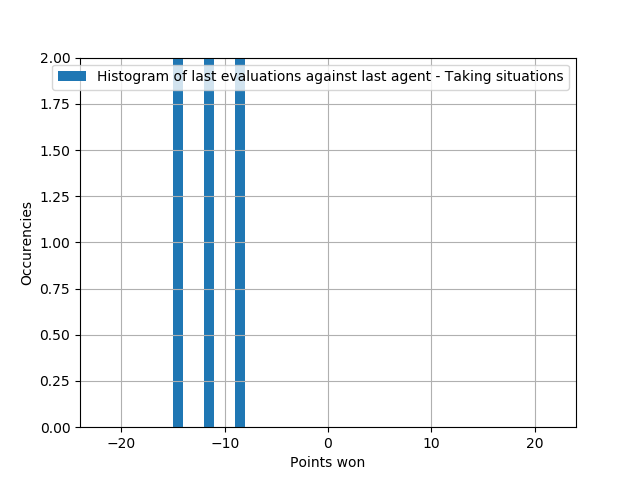 2.00
Histogram of last evaluations against last agent - Taking situations
1.75
1.50
1.25
1.00
0.75
0.50
0.25
0.00
Occurencies
−20 −10 0 10 20
Points won